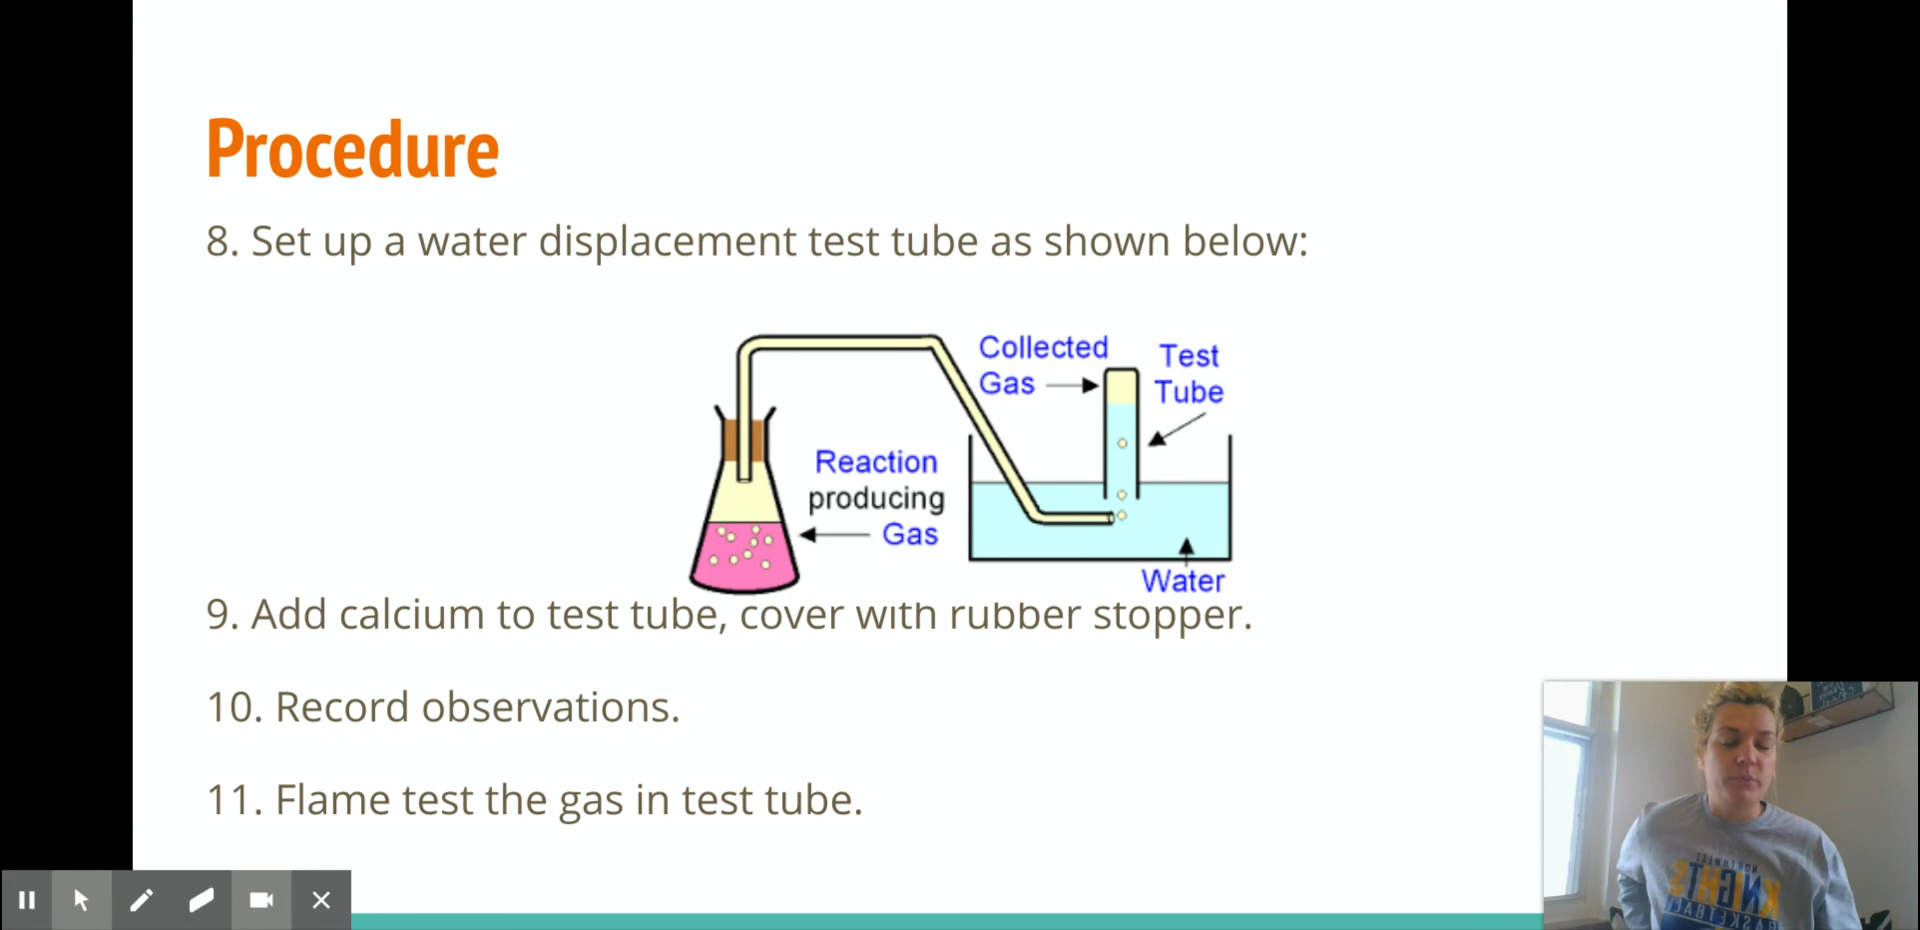 Procedure
8. Set up a water displacement test tube as shown below:
Collected
Gas
Test
Tube
Reaction
producing
Gas
Water
9. Add calcium to test tube, cover with rubber stopper.
10. Record observations.
11. Flame test the gas in test tube.
NORTHWEST
KNIGHTS
BASKETBALL